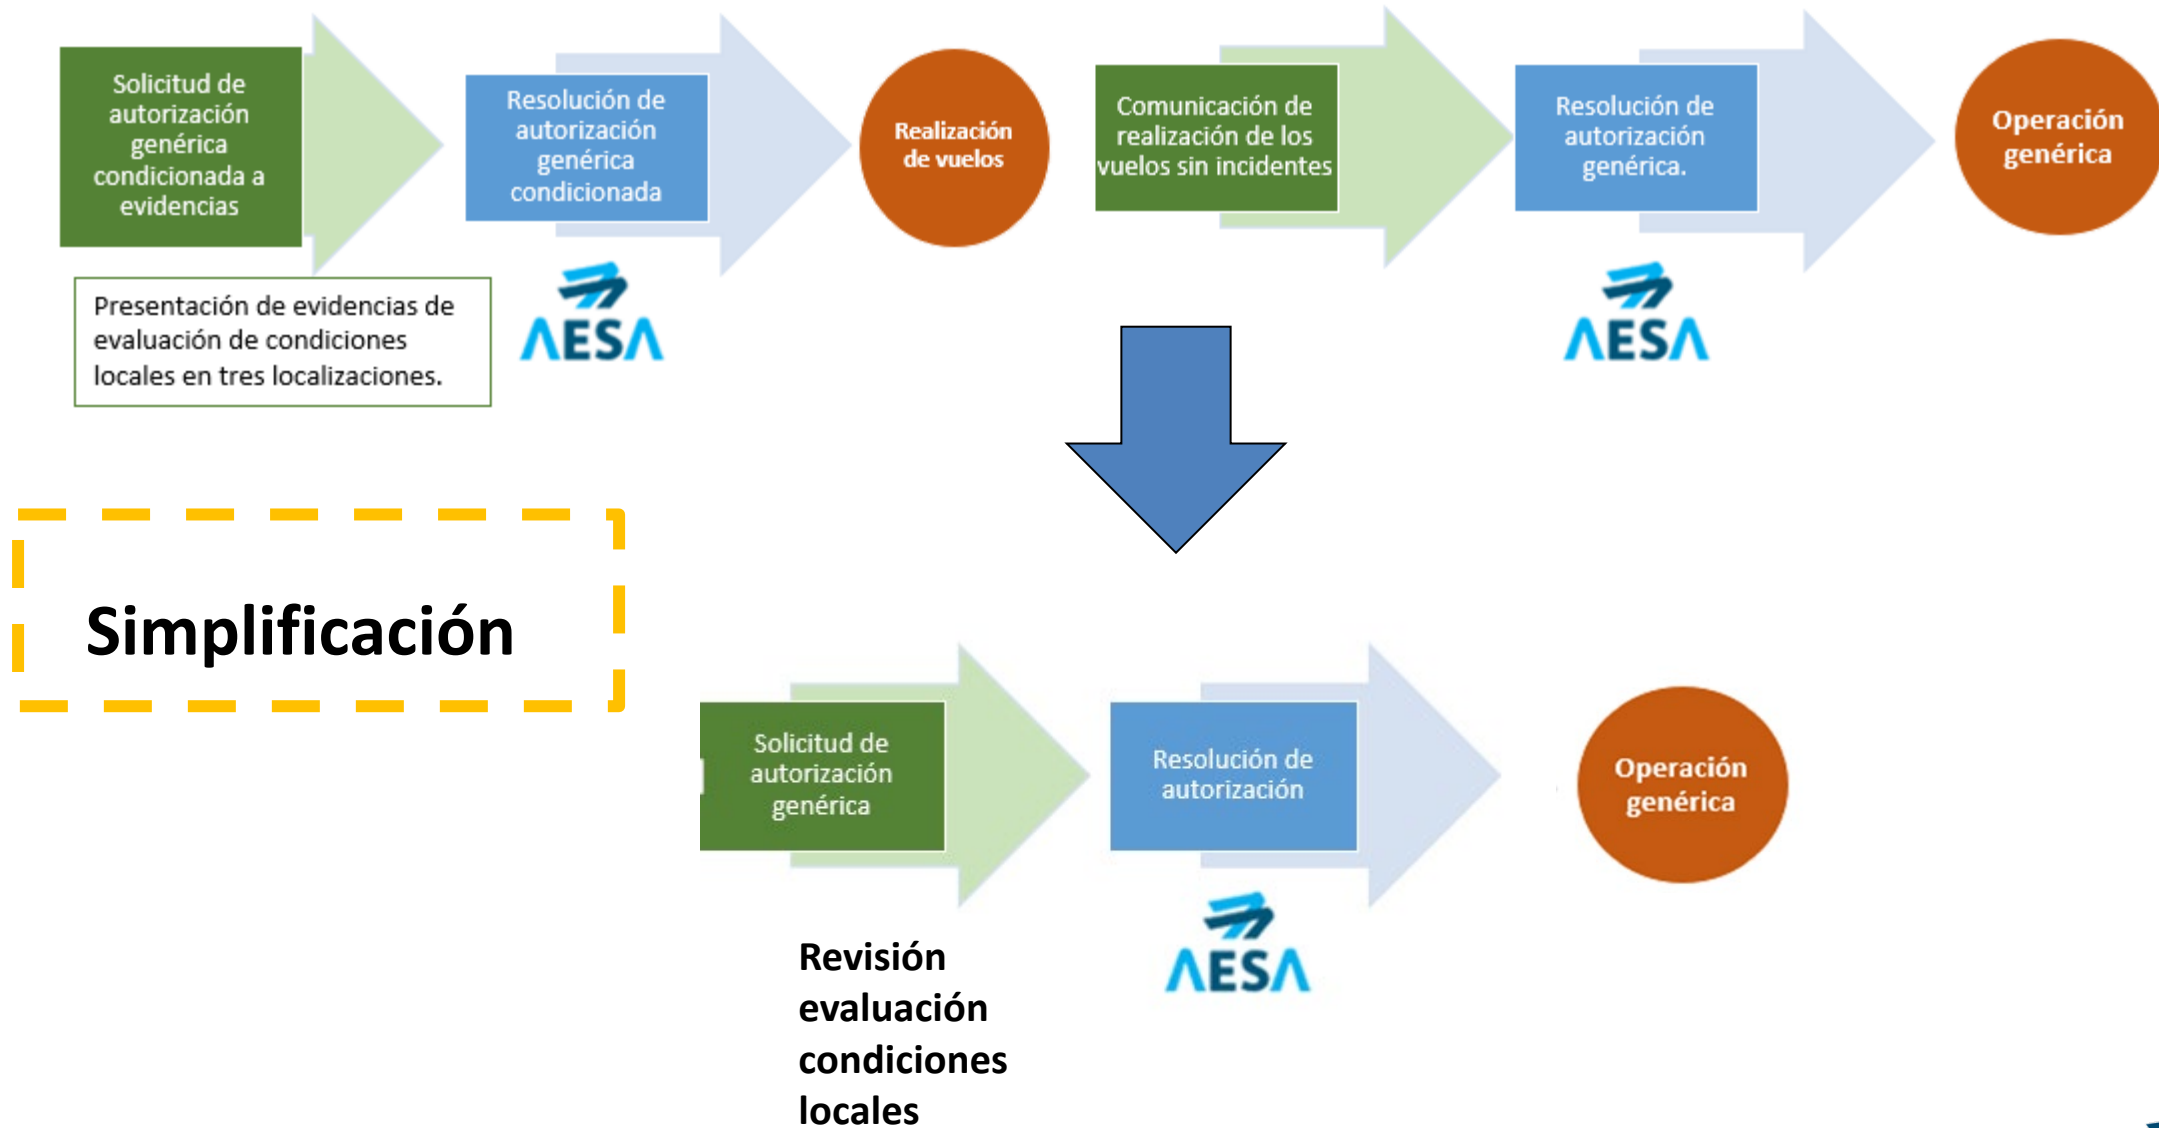 Solicitud de
autorización
genérica
condicionada a
evidencias
Presentación de evidencias de
evaluación de condiciones
locales en tres localizaciones.
Resolución de
autorización
genérica
condicionada
AESA
Realización
de vuelos
Comunicación de
realización de los
vuelos sin incidentes
Resolución de
autorización
genérica.
AESA
Operación
genérica
Simplificación
Solicitud de
autorización
genérica
Revisión
evaluación
condiciones
locales
Resolución de
autorización
AESA
Operación
genérica